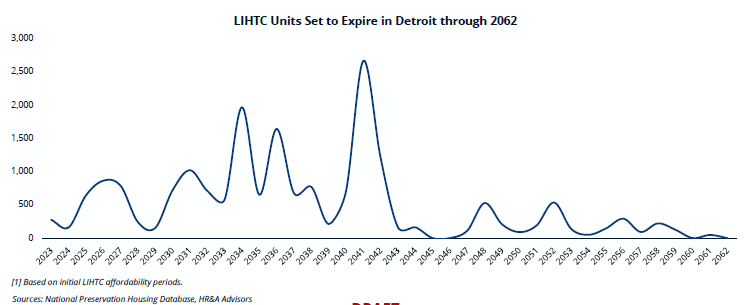 LIHTC Units Set to Expire in Detroit through 2062
3,000
2,500
2,000
1,500
1,000
500
0
2023 2024 2025 2026 2027 2028 2029 2030 2031 2032 2033 2034 2035 2036 2037 2038 2039 2040 2041 2042 2043 2044 2045 2046 2047 2048 2049 2050 2051 2052 2053 2054 2055 2056 2057 2058 2059 2060 2061 2062
[1] Based on initial LIHTC affordability periods.
Sources: National Preservation Housing Database, HR&A Advisors